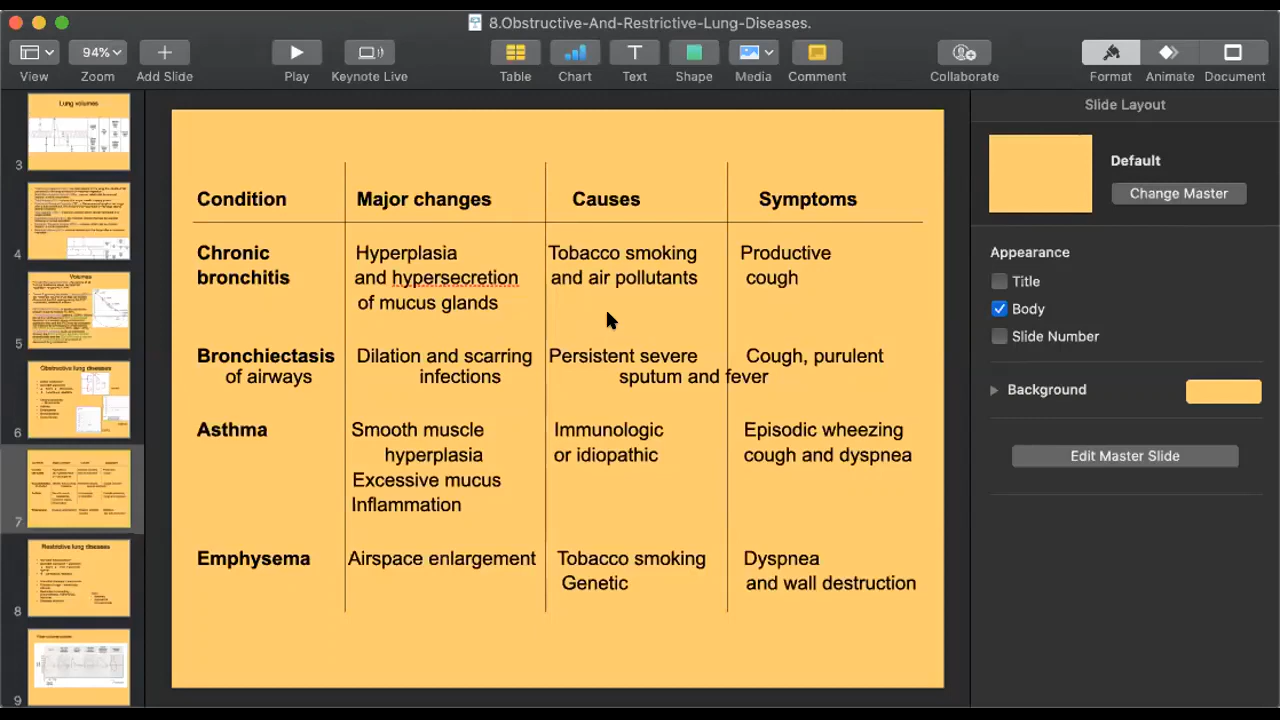 8.Obstructive-And-Restrictive-Lung-Diseases.
94%
View Zoom Add Slide Play Keynote Live Table Chart Text Shape Media Comment Collaborate Format Animate Document
Slide Layout
Default
Change Master
Appearance
Title
Body
Slide Number
Background
Edit Master Slide
Lung volumes
3
4
Volumes
5
Obstructive lung diseases
6
7
Restrictive lung diseases
8
9
Condition Major changes Causes Symptoms
Chronic Hyperplasia Tobacco smoking Productive
bronchitis and hypersecretion and air pollutants cough
of mucus glands
Bronchiectasis Dilation and scarring Persistent severe Cough, purulent
of airways infections sputum and fever
Asthma Smooth muscle Immunologic Episodic wheezing
hyperplasia or idiopathic cough and dyspnea
Excessive mucus
Inflammation
Emphysema Airspace enlargement Tobacco smoking Dyspnea
Genetic and wall destruction